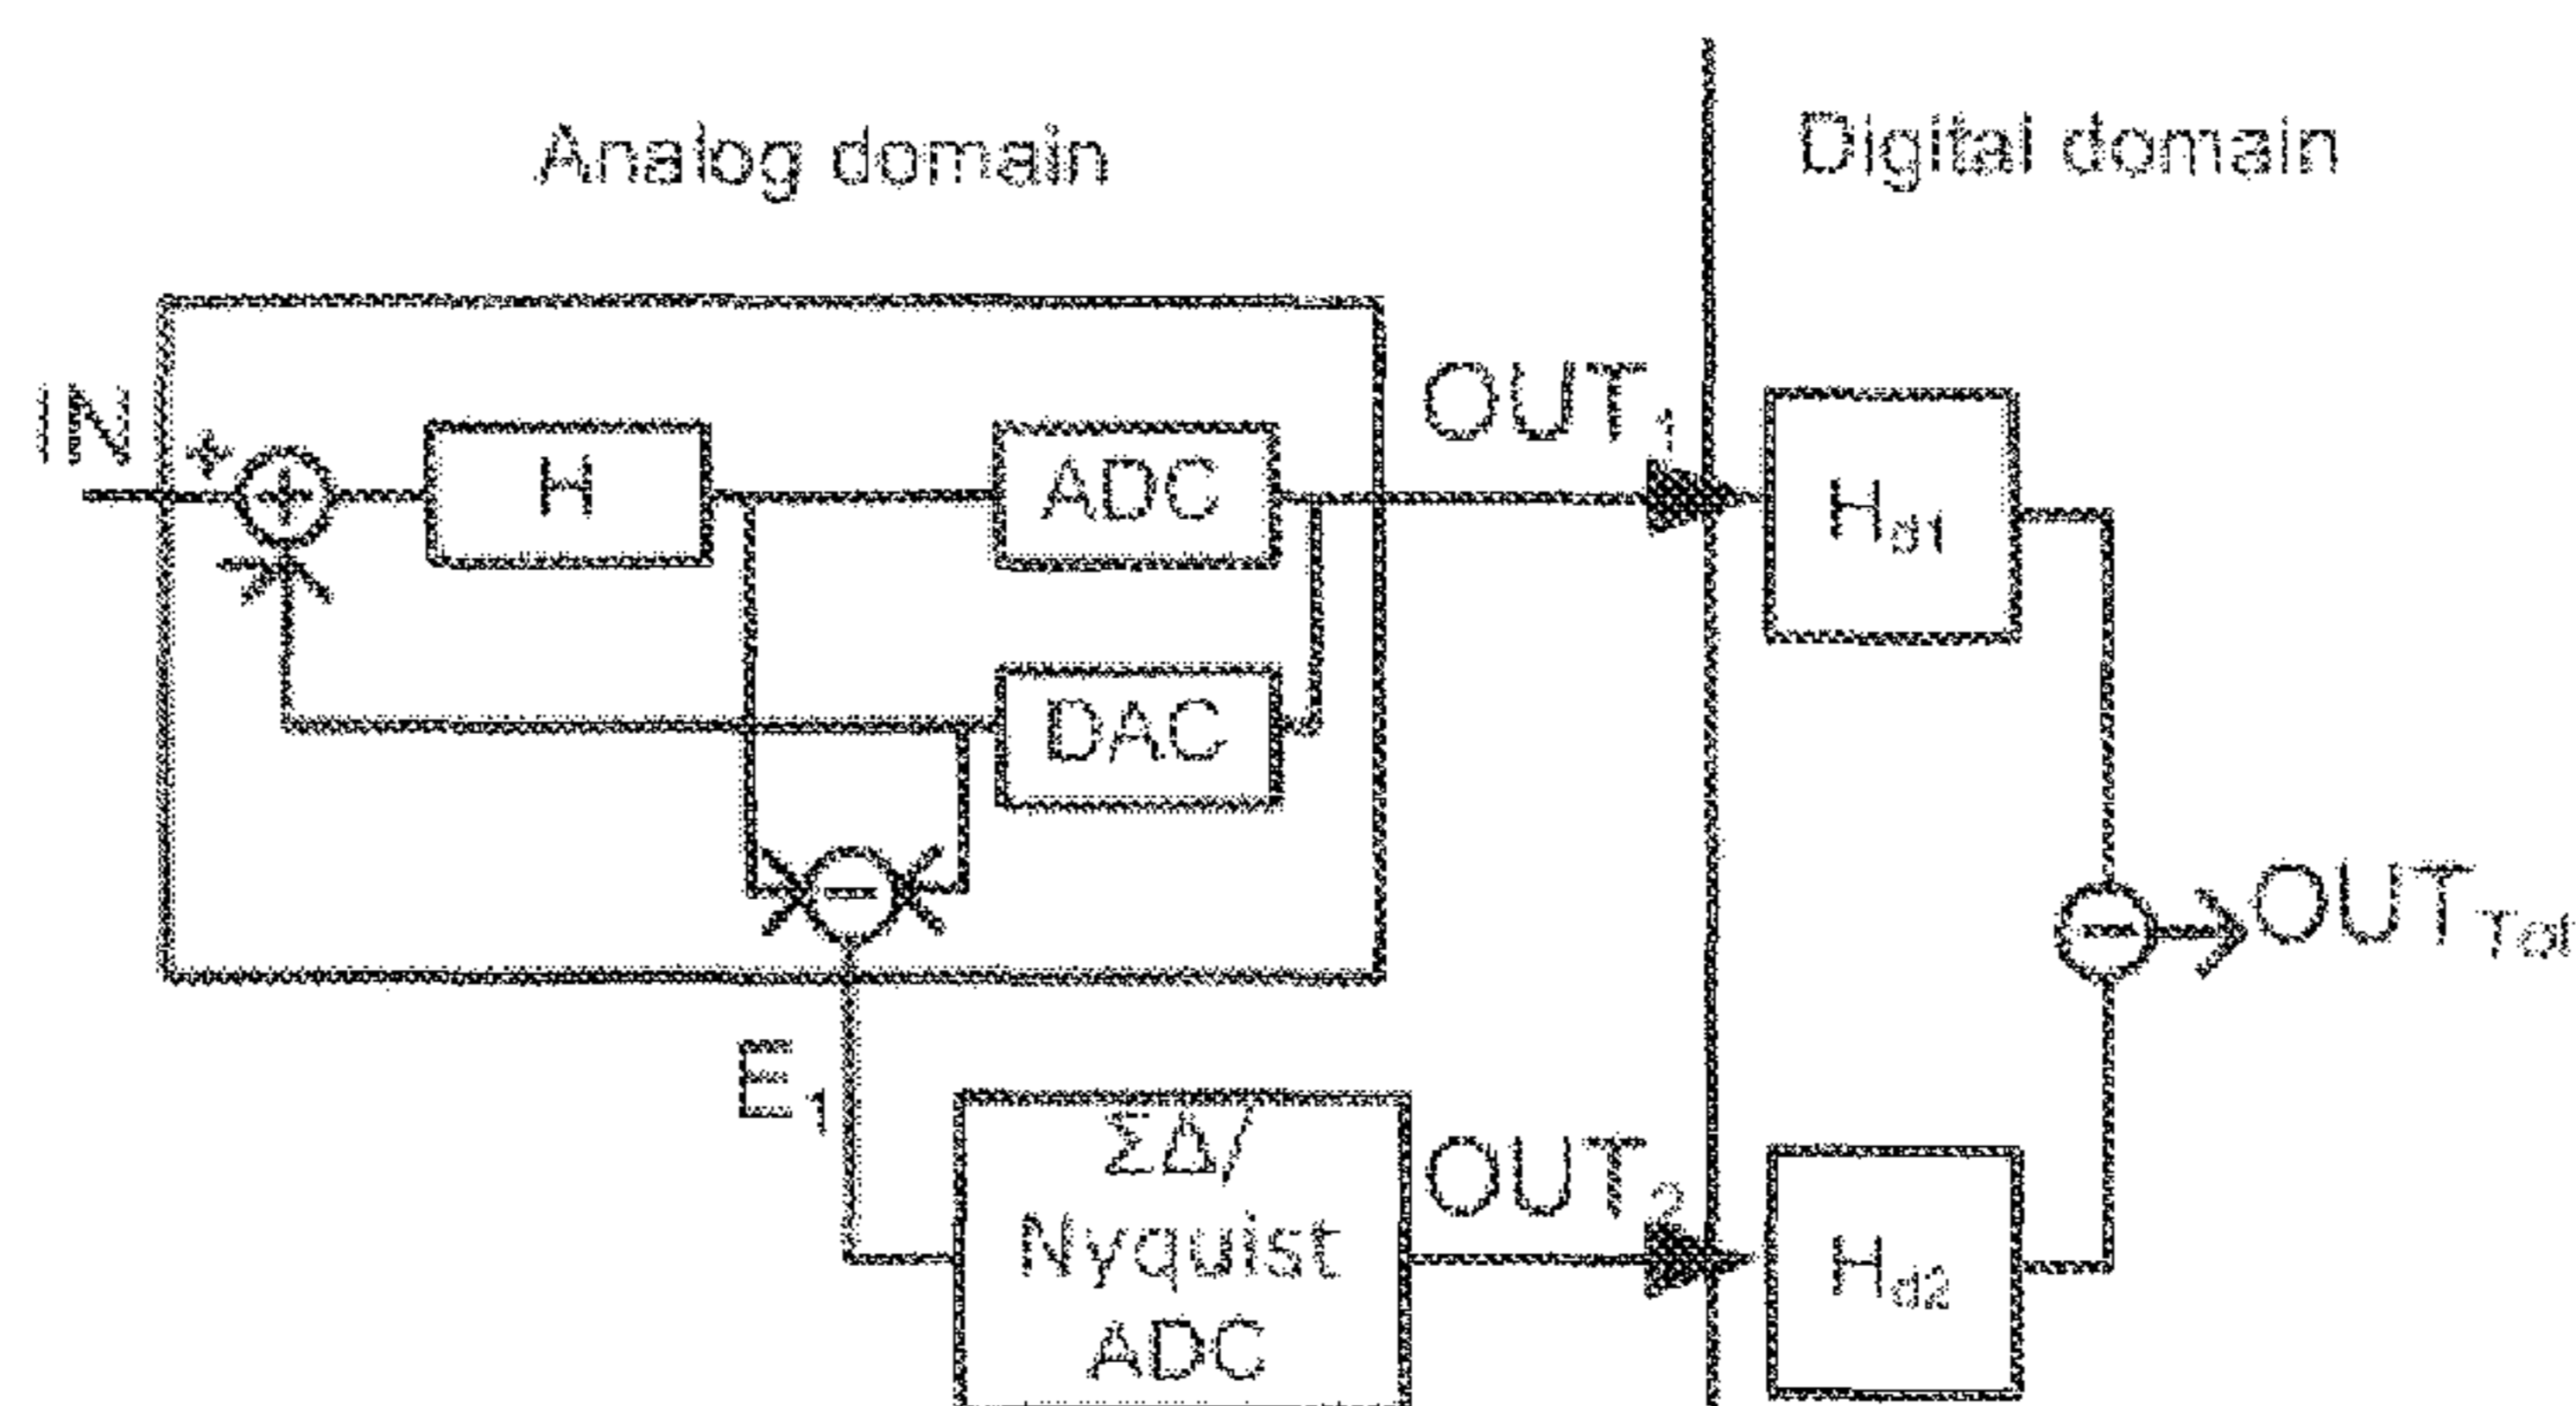 Analog domain
Digital domain
IN
+
H
ADC
OUT1
Hd1
DAC
OUTTot
E1
ΣΔ/
Nyquist
ADC
OUT2
Hd2